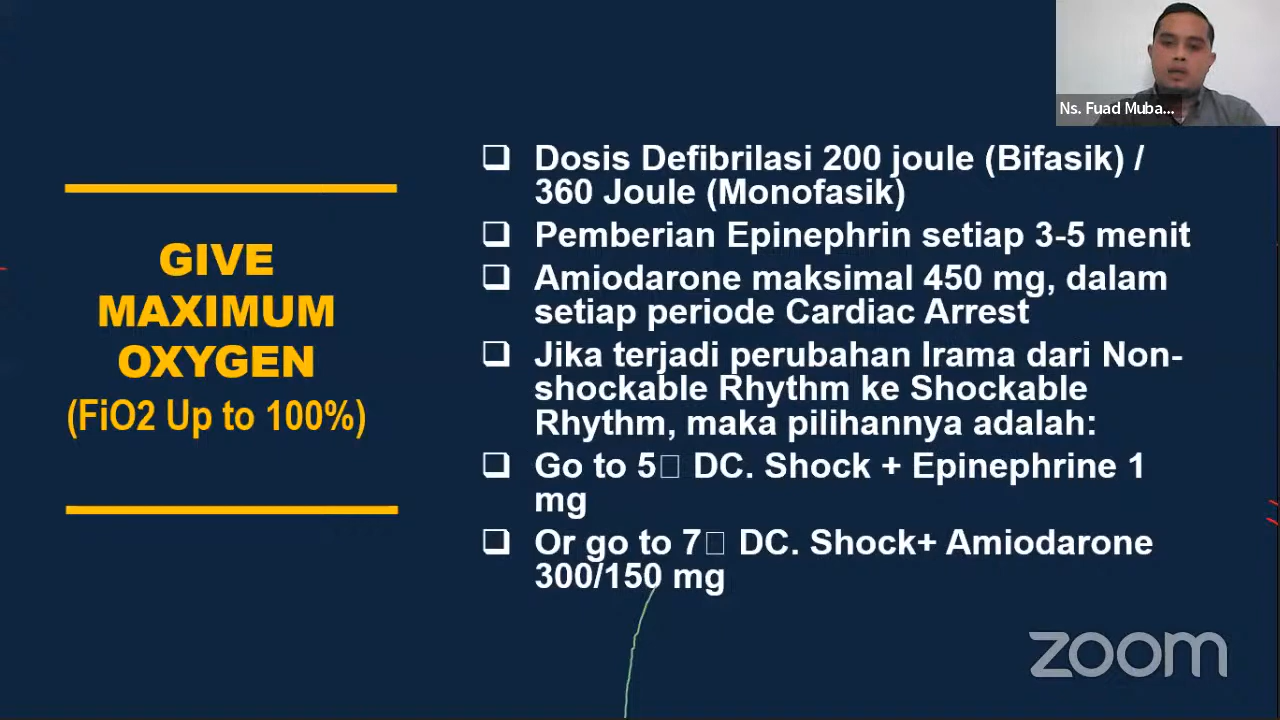 Ns. Fuad Muba...
GIVE
MAXIMUM
OXYGEN
(FiO2 Up to 100%)
❑ Dosis Defibrilasi 200 joule (Bifasik) /
360 Joule (Monofasik)
❑ Pemberian Epinephrin setiap 3-5 menit
❑ Amiodarone maksimal 450 mg, dalam
setiap periode Cardiac Arrest
❑ Jika terjadi perubahan Irama dari Non-
shockable Rhythm ke Shockable
Rhythm, maka pilihannya adalah:
❑ Go to 5□ DC. Shock + Epinephrine 1
mg
❑ Or go to 7□ DC. Shock+ Amiodarone
300/150 mg
zoom